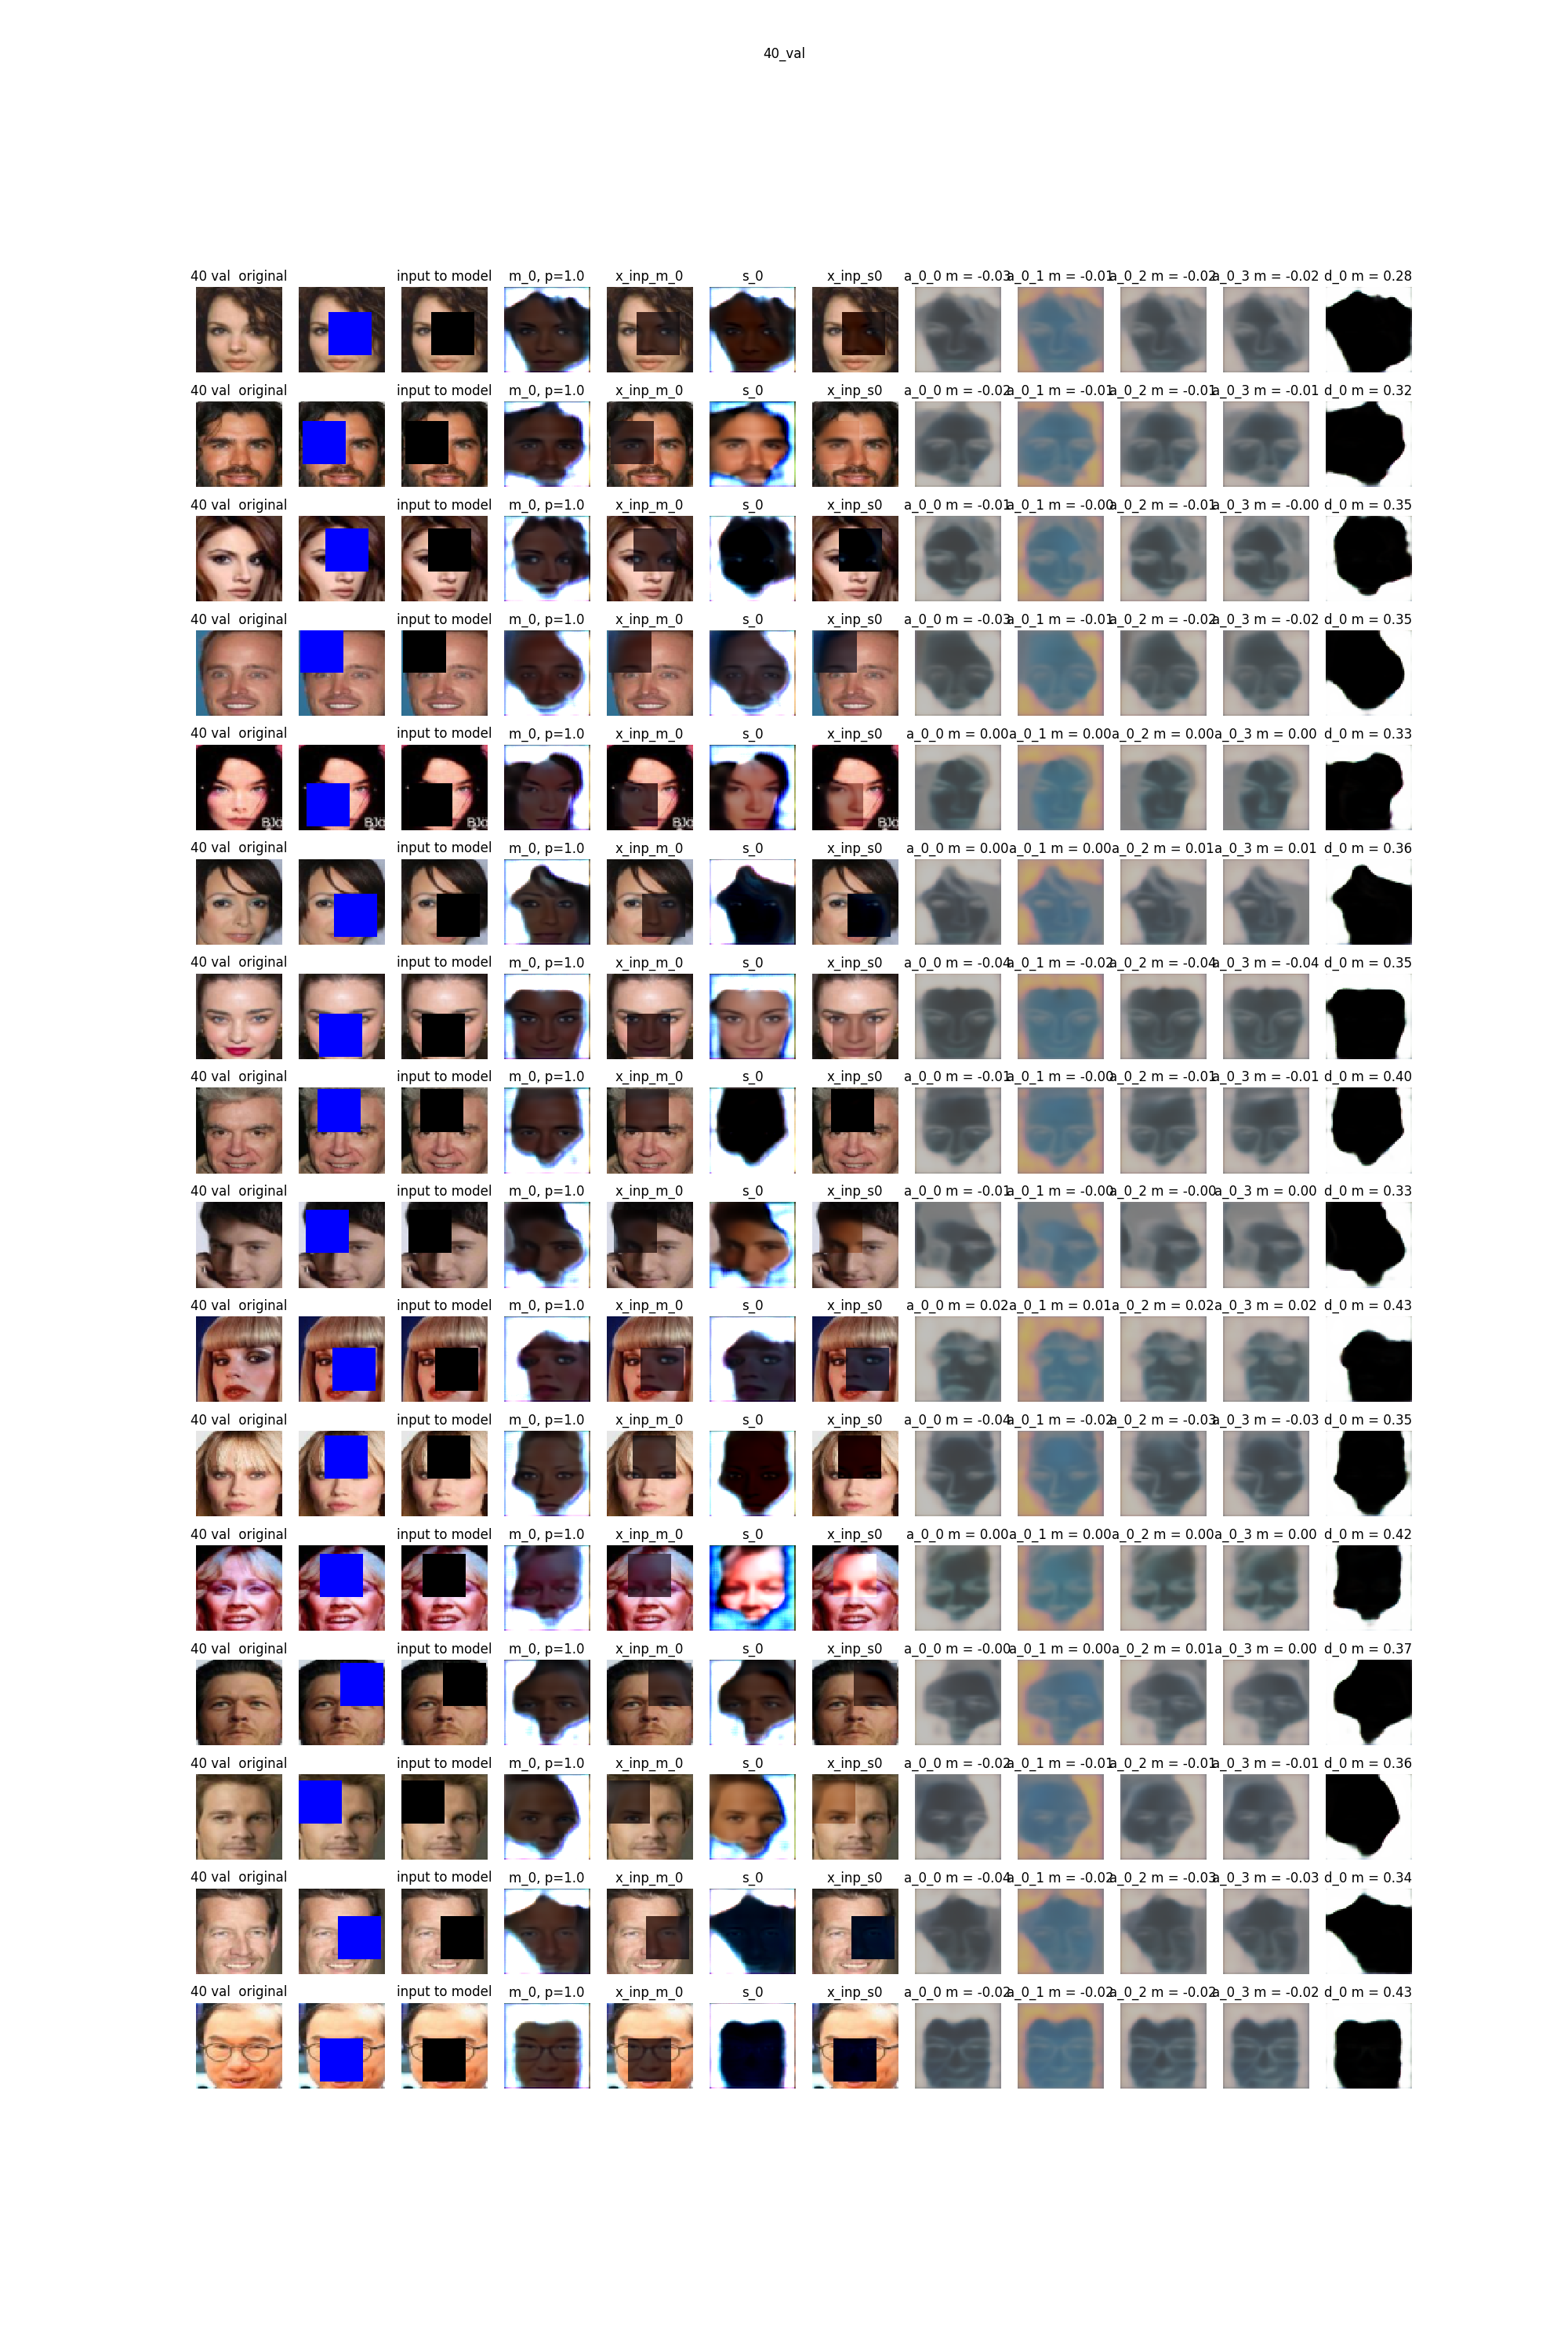 40_val
40 val original input to model m_0, p=1.0 x_inp_m_0 s_0 x_inp_s0 a_0_0 m = -0.03 a_0_1 m = -0.01 a_0_2 m = -0.02 a_0_3 m = -0.02 d_0 m = 0.28
40 val original input to model m_0, p=1.0 x_inp_m_0 s_0 x_inp_s0 a_0_0 m = -0.02 a_0_1 m = -0.01 a_0_2 m = -0.01 a_0_3 m = -0.01 d_0 m = 0.32
40 val original input to model m_0, p=1.0 x_inp_m_0 s_0 x_inp_s0 a_0_0 m = -0.01 a_0_1 m = -0.00 a_0_2 m = -0.01 a_0_3 m = -0.00 d_0 m = 0.35
40 val original input to model m_0, p=1.0 x_inp_m_0 s_0 x_inp_s0 a_0_0 m = -0.03 a_0_1 m = -0.01 a_0_2 m = -0.02 a_0_3 m = -0.02 d_0 m = 0.35
40 val original input to model m_0, p=1.0 x_inp_m_0 s_0 x_inp_s0 a_0_0 m = 0.00 a_0_1 m = 0.00 a_0_2 m = 0.00 a_0_3 m = 0.00 d_0 m = 0.33
40 val original input to model m_0, p=1.0 x_inp_m_0 s_0 x_inp_s0 a_0_0 m = 0.00 a_0_1 m = 0.00 a_0_2 m = 0.01 a_0_3 m = 0.01 d_0 m = 0.36
40 val original input to model m_0, p=1.0 x_inp_m_0 s_0 x_inp_s0 a_0_0 m = -0.04 a_0_1 m = -0.02 a_0_2 m = -0.04 a_0_3 m = -0.04 d_0 m = 0.35
40 val original input to model m_0, p=1.0 x_inp_m_0 s_0 x_inp_s0 a_0_0 m = -0.01 a_0_1 m = -0.00 a_0_2 m = -0.01 a_0_3 m = -0.01 d_0 m = 0.40
40 val original input to model m_0, p=1.0 x_inp_m_0 s_0 x_inp_s0 a_0_0 m = -0.01 a_0_1 m = -0.00 a_0_2 m = -0.00 a_0_3 m = 0.00 d_0 m = 0.33
40 val original input to model m_0, p=1.0 x_inp_m_0 s_0 x_inp_s0 a_0_0 m = 0.02 a_0_1 m = 0.01 a_0_2 m = 0.02 a_0_3 m = 0.02 d_0 m = 0.43
40 val original input to model m_0, p=1.0 x_inp_m_0 s_0 x_inp_s0 a_0_0 m = -0.04 a_0_1 m = -0.02 a_0_2 m = -0.03 a_0_3 m = -0.03 d_0 m = 0.35
40 val original input to model m_0, p=1.0 x_inp_m_0 s_0 x_inp_s0 a_0_0 m = 0.00 a_0_1 m = 0.00 a_0_2 m = 0.00 a_0_3 m = 0.00 d_0 m = 0.42
40 val original input to model m_0, p=1.0 x_inp_m_0 s_0 x_inp_s0 a_0_0 m = -0.00 a_0_1 m = 0.00 a_0_2 m = 0.01 a_0_3 m = 0.00 d_0 m = 0.37
40 val original input to model m_0, p=1.0 x_inp_m_0 s_0 x_inp_s0 a_0_0 m = -0.02 a_0_1 m = -0.01 a_0_2 m = -0.01 a_0_3 m = -0.01 d_0 m = 0.36
40 val original input to model m_0, p=1.0 x_inp_m_0 s_0 x_inp_s0 a_0_0 m = -0.04 a_0_1 m = -0.02 a_0_2 m = -0.03 a_0_3 m = -0.03 d_0 m = 0.34
40 val original input to model m_0, p=1.0 x_inp_m_0 s_0 x_inp_s0 a_0_0 m = -0.02 a_0_1 m = -0.02 a_0_2 m = -0.02 a_0_3 m = -0.02 d_0 m = 0.43